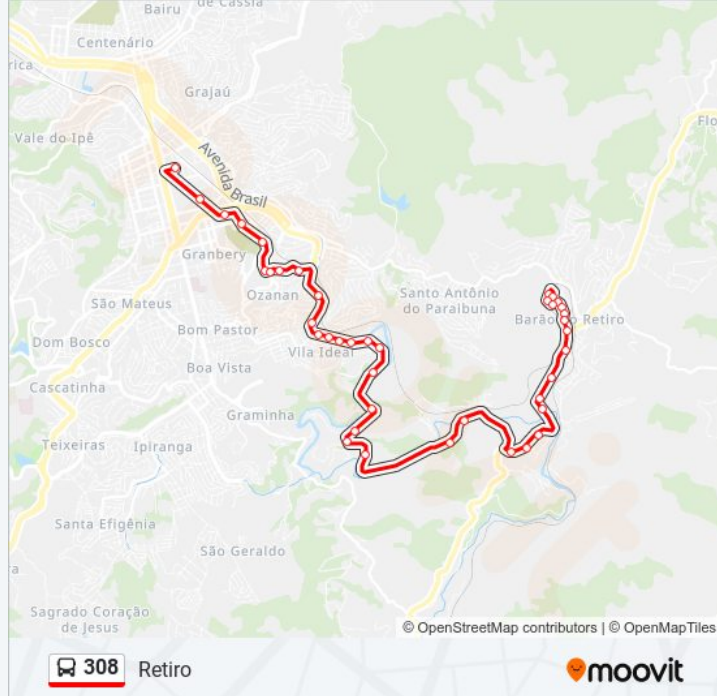 Bairu
de Cássia
Centenário
rica
Grajaú
Flo
Vale do Ipê
Avenida Brasil
Granbery
Ozanan
Santo Antônio
do Paraibuna
São Mateus
Barão do Retiro
Bom Pastor
Dom Bosco
Vila Ideal
Boa Vista
Cascatinha
Graminha
Teixeiras
Ipiranga
Santa Efigênia
São Geraldo
ra
Sagrado Coração
de Jesus
© OpenStreetMap contributors | © OpenMapTiles
308 Retiro
moovit